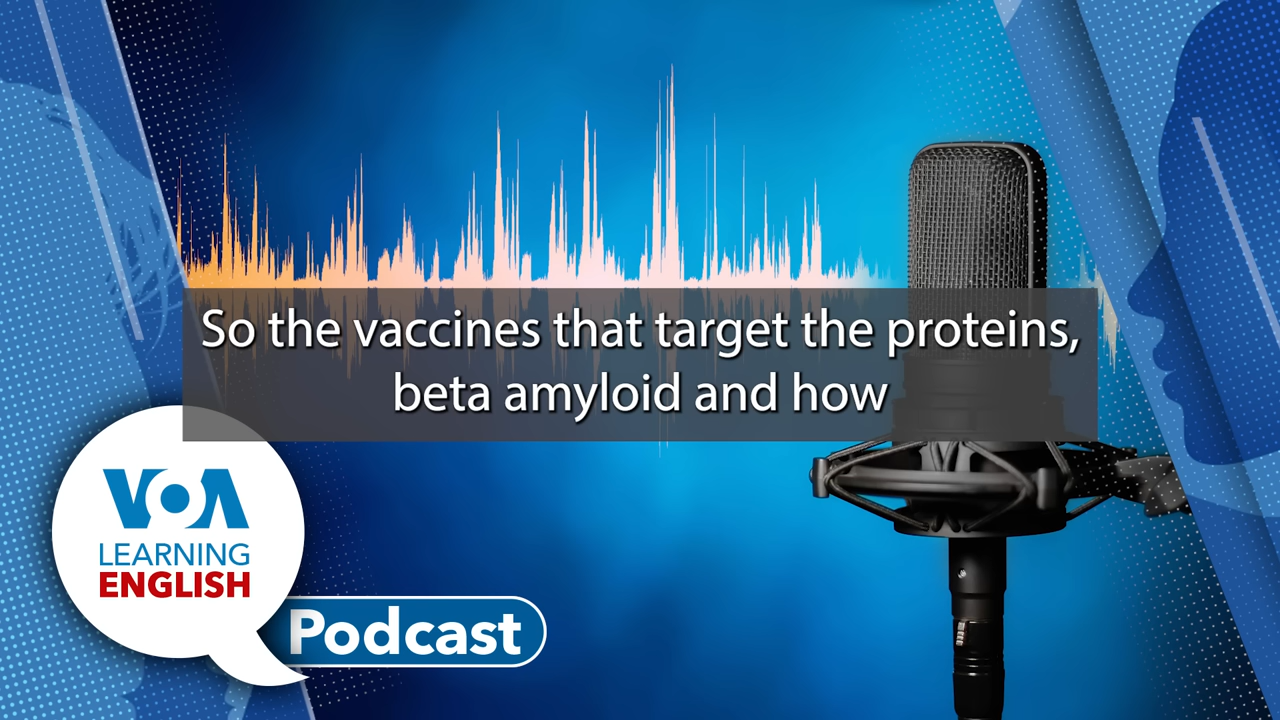 So the vaccines that target the proteins,
beta amyloid and how
VOA
LEARNING
ENGLISH
Podcast